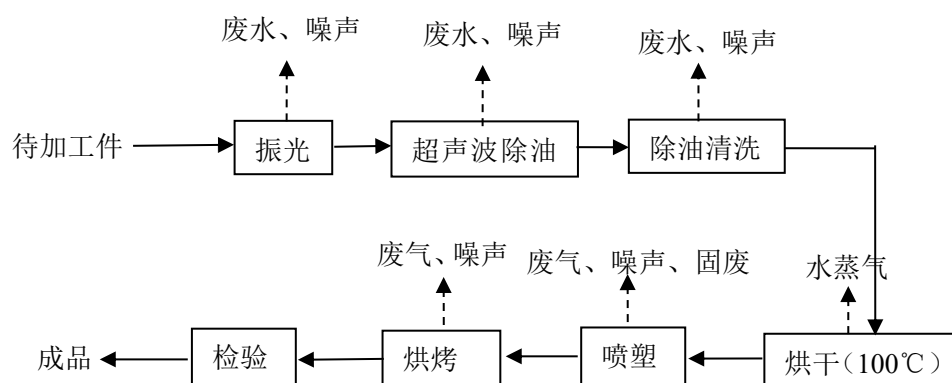 废水、噪声
废水、噪声
废水、噪声
待加工件
振光
超声波除油
除油清洗
废气、噪声
废气、噪声、固废
水蒸气
成品
检验
烘烤
喷塑
烘干(100℃)